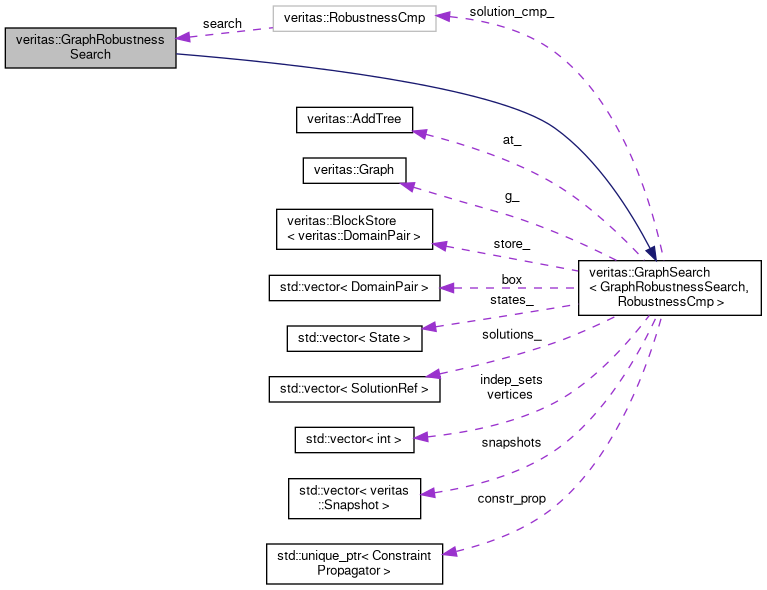 veritas::GraphRobustness
Search
search
veritas::RobustnessCmp
solution_cmp_
veritas::AddTree
at_
veritas::Graph
g_
veritas::BlockStore
< veritas::DomainPair >
store_
std::vector< DomainPair >
box
states_
std::vector< State >
solutions_
std::vector< SolutionRef >
indep_sets
vertices
std::vector< int >
snapshots
std::vector< veritas
::Snapshot >
constr_prop
std::unique_ptr< Constraint
Propagator >
veritas::GraphSearch
< GraphRobustnessSearch,
RobustnessCmp >